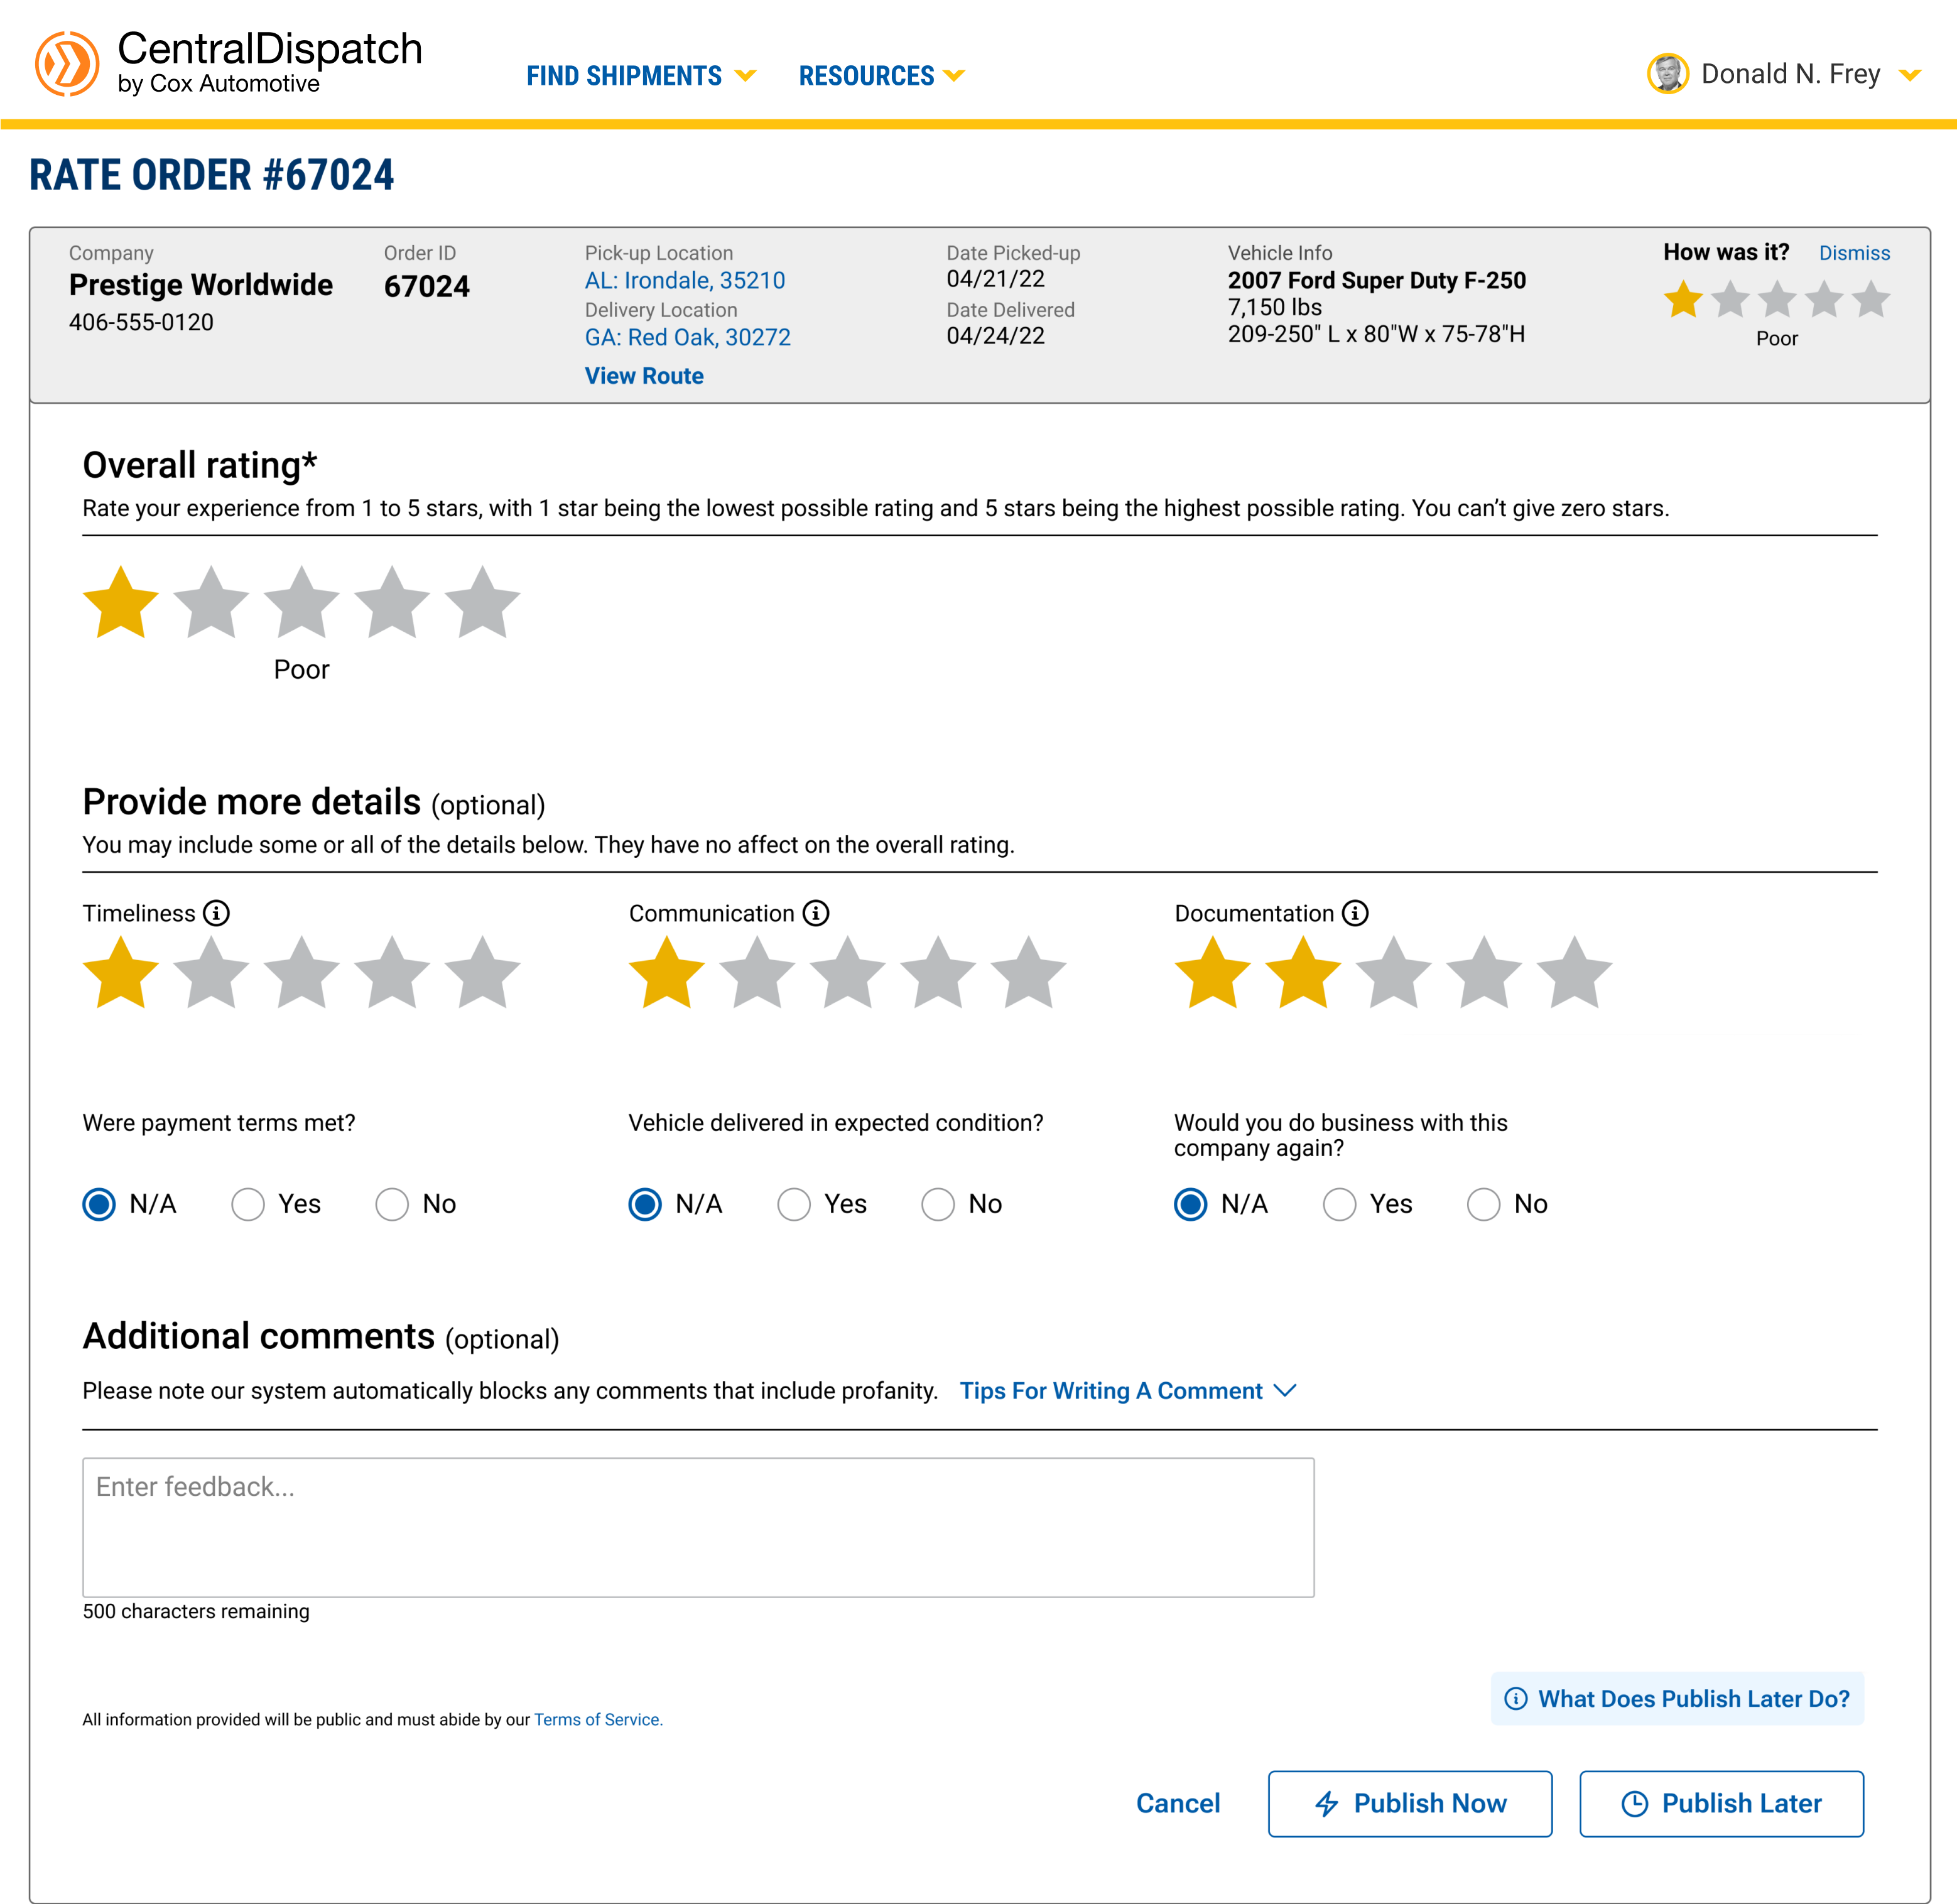 CentralDispatch
by Cox Automotive
FIND SHIPMENTS
RESOURCES
Donald N. Frey
RATE ORDER #67024
Company
Prestige Worldwide
406-555-0120
Order ID
67024
Pick-up Location
AL: Irondale, 35210
Delivery Location
GA: Red Oak, 30272
View Route
Date Picked-up
04/21/22
Date Delivered
04/24/22
Vehicle Info
2007 Ford Super Duty F-250
7,150 lbs
209-250" L x 80"W x 75-78"H
How was it?
Dismiss
Poor
Overall rating*
Rate your experience from 1 to 5 stars, with 1 star being the lowest possible rating and 5 stars being the highest possible rating. You can’t give zero stars.
Poor
Provide more details (optional)
You may include some or all of the details below. They have no affect on the overall rating.
Timeliness
Communication
Documentation
Were payment terms met?
N/A Yes No
Vehicle delivered in expected condition?
N/A Yes No
Would you do business with this
company again?
N/A Yes No
Additional comments (optional)
Please note our system automatically blocks any comments that include profanity. Tips For Writing A Comment
Enter feedback...
500 characters remaining
What Does Publish Later Do?
All information provided will be public and must abide by our Terms of Service.
Cancel
Publish Now
Publish Later